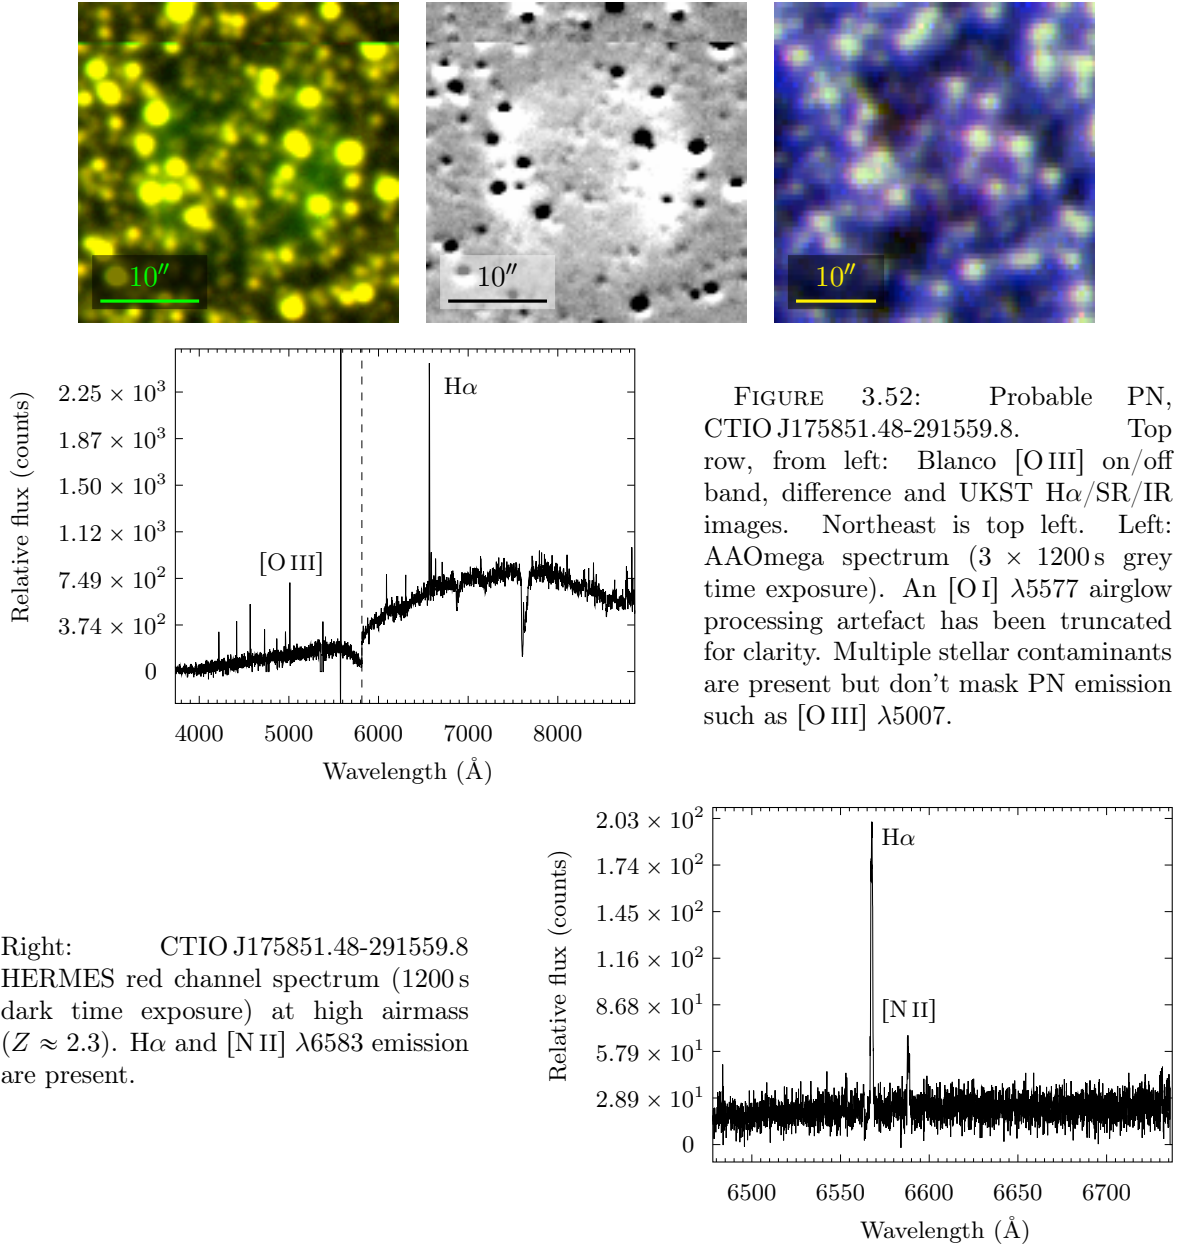 10″
10″
10″
2.25 × 10³
1.87 × 10³
1.50 × 10³
1.12 × 10³
7.49 × 10²
3.74 × 10²
0
Relative flux (counts)
Hα
[O III]
4000 5000 6000 7000 8000
Wavelength (Å)
FIGURE 3.52: Probable PN,
CTIO J175851.48-291559.8. Top
row, from left: Blanco [O III] on/off
band, difference and UKST Hα/SR/IR
images. Northeast is top left. Left:
AAOmega spectrum (3 × 1200 s grey
time exposure). An [O I] λ5577 airglow
processing artefact has been truncated
for clarity. Multiple stellar contaminants
are present but don't mask PN emission
such as [O III] λ5007.
Right: CTIO J175851.48-291559.8
HERMES red channel spectrum (1200 s
dark time exposure) at high airmass
(Z ≈ 2.3). Hα and [N II] λ6583 emission
are present.
2.03 × 10²
1.74 × 10²
1.45 × 10²
1.16 × 10²
8.68 × 10¹
5.79 × 10¹
2.89 × 10¹
0
Relative flux (counts)
Hα
[N II]
6500 6550 6600 6650 6700
Wavelength (Å)